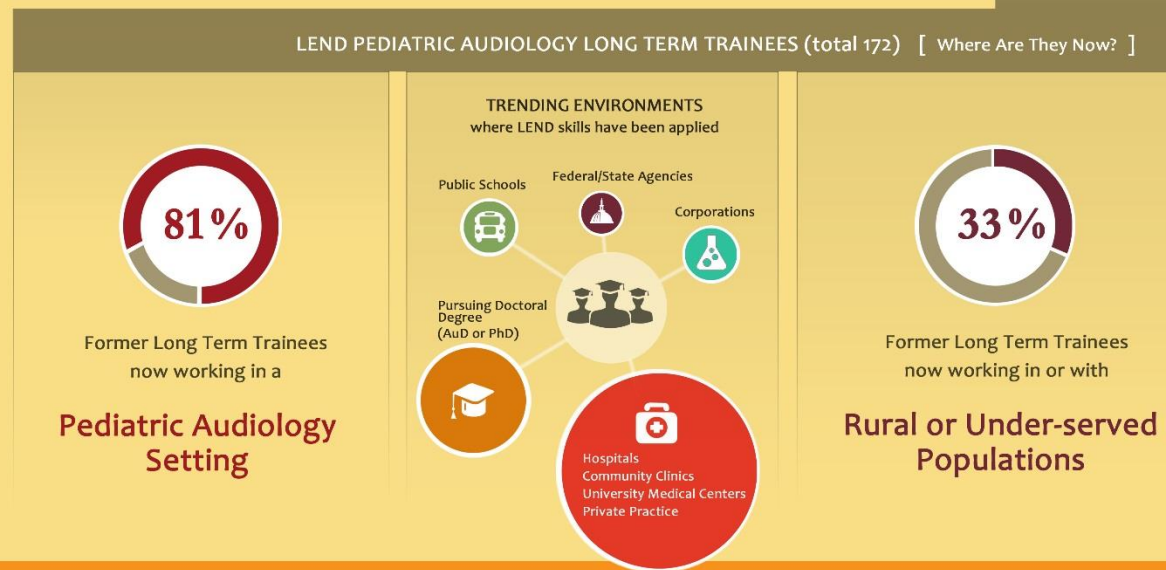 LEND PEDIATRIC AUDIOLOGY LONG TERM TRAINEES (total 172) [ Where Are They Now? ]
81%
Former Long Term Trainees
now working in a
Pediatric Audiology
Setting
TRENDING ENVIRONMENTS
where LEND skills have been applied
Public Schools
Federal/State Agencies
Corporations
Pursuing Doctoral
Degree
(AuD or PhD)
Hospitals
Community Clinics
University Medical Centers
Private Practice
33%
Former Long Term Trainees
now working in or with
Rural or Under-served
Populations